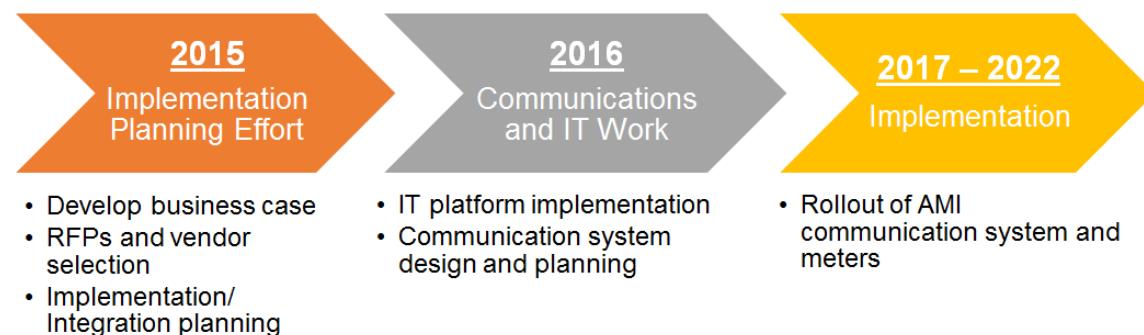 2015
Implementation
Planning Effort
• Develop business case
• RFPs and vendor
selection
• Implementation/
Integration planning
2016
Communications
and IT Work
• IT platform implementation
• Communication system
design and planning
2017 – 2022
Implementation
• Rollout of AMI
communication system and
meters